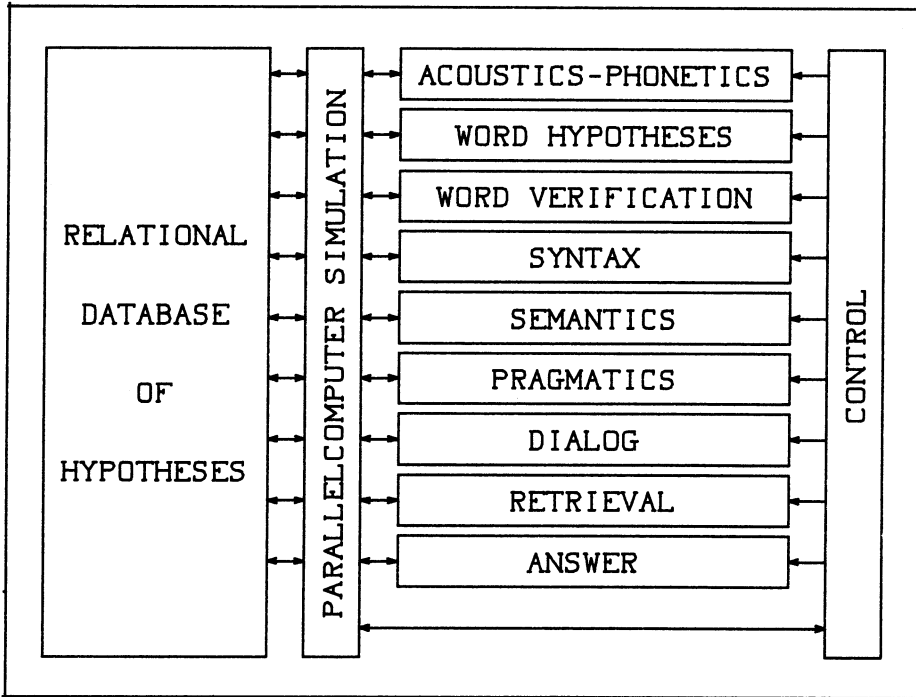 RELATIONAL
DATABASE
OF
HYPOTHESES
PARALLELCOMPUTER SIMULATION
ACOUSTICS-PHONETICS
WORD HYPOTHESES
WORD VERIFICATION
SYNTAX
SEMANTICS
PRAGMATICS
DIALOG
RETRIEVAL
ANSWER
CONTROL